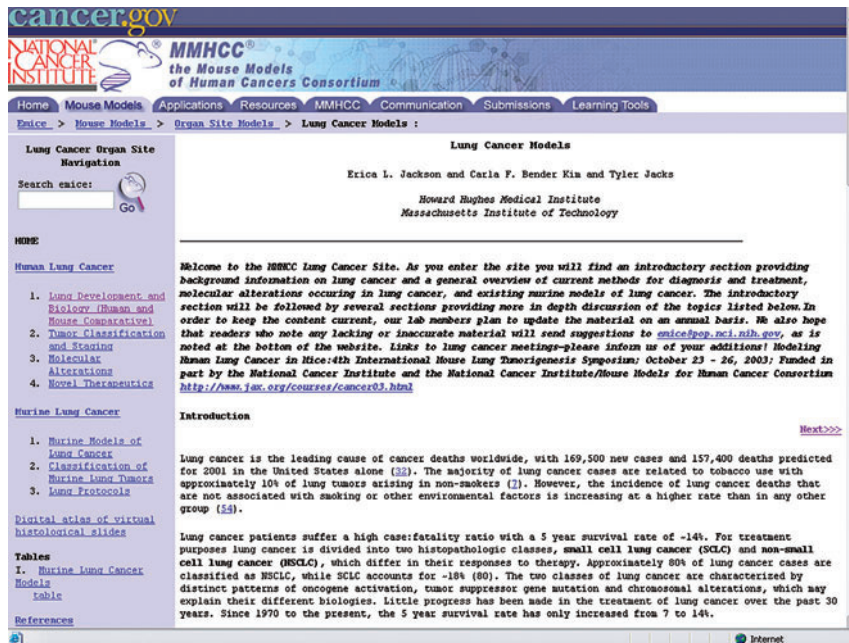 cancer.gov
NATIONAL
CANCER
INSTITUTE
MMHCC®
the Mouse Models
of Human Cancers Consortium
Home Mouse Models Applications Resources MMHCC Communication Submissions Learning Tools
Emice > Mouse Models > Organ Site Models > Lung Cancer Models :
Lung Cancer Organ Site
Navigation
Search emice:
Go
HOME
Human Lung Cancer
1. Lung Development and
Biology (Human and
Mouse Comparative)
2. Tumor Classification
and Staging
3. Molecular
Alterations
4. Novel Therapeutics
Murine Lung Cancer
1. Murine Models of
Lung Cancer
2. Classification of
Murine Lung Tumors
3. Lung Protocols
Digital atlas of virtual
histological slides
Tables
I. Murine Lung Cancer
Models
table
References
Lung Cancer Models
Erica L. Jackson and Carla F. Bender Kim and Tyler Jacks
Howard Hughes Medical Institute
Massachusetts Institute of Technology
Welcome to the MMHCC Lung Cancer Site. As you enter the site you will find an introductory section providing
background information on lung cancer and a general overview of current methods for diagnosis and treatment,
molecular alterations occuring in lung cancer, and existing murine models of lung cancer. The introductory
section will be followed by several sections providing more in depth discussion of the topics listed below.In
order to keep the content current, our lab members plan to update the material on an annual basis. We also hope
that readers who note any lacking or inaccurate material will send suggestions to emice@pop.nci.nih.gov, as is
noted at the bottom of the website. Links to lung cancer meetings-please inform us of your additions! Modeling
Human Lung Cancer in Mice:4th International Mouse Lung Tumorigenesis Symposium; October 23 - 26, 2003; Funded in
part by the National Cancer Institute and the National Cancer Institute/Mouse Models for Human Cancer Consortium
http://www.jax.org/courses/cancer03.html
Introduction
Next>>>
Lung cancer is the leading cause of cancer deaths worldwide, with 169,500 new cases and 157,400 deaths predicted
for 2001 in the United States alone (32). The majority of lung cancer cases are related to tobacco use with
approximately 10% of lung tumors arising in non-smokers (7). However, the incidence of lung cancer deaths that
are not associated with smoking or other environmental factors is increasing at a higher rate than in any other
group (54).
Lung cancer patients suffer a high case:fatality ratio with a 5 year survival rate of ~14%. For treatment
purposes lung cancer is divided into two histopathologic classes, small cell lung cancer (SCLC) and non-small
cell lung cancer (NSCLC), which differ in their responses to therapy. Approximately 80% of lung cancer cases are
classified as NSCLC, while SCLC accounts for ~18% (80). The two classes of lung cancer are characterized by
distinct patterns of oncogene activation, tumor suppressor gene mutation and chromosomal alterations, which may
explain their different biologies. Little progress has been made in the treatment of lung cancer over the past 30
years. Since 1970 to the present, the 5 year survival rate has only increased from 7 to 14%.
Internet